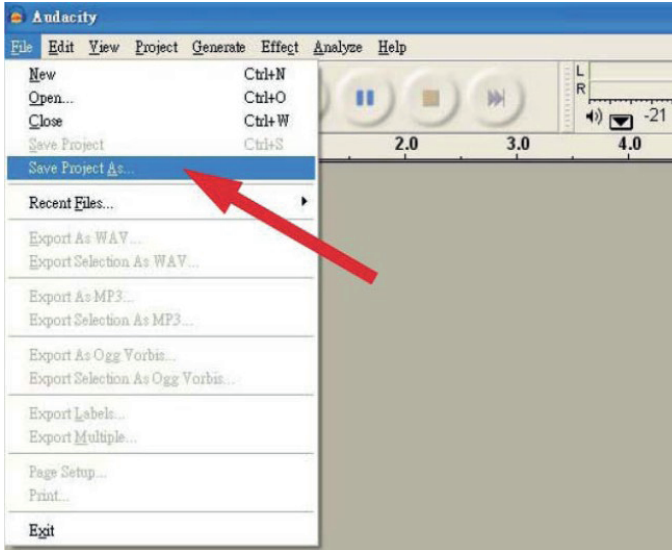 Audacity
File Edit View Project Generate Effect Analyze Help
New Ctrl+N
Open... Ctrl+O
Close Ctrl+W
Save Project Ctrl+S
Save Project As...
Recent Files...
Export As WAV...
Export Selection As WAV...
Export As MP3...
Export Selection As MP3...
Export As Ogg Vorbis...
Export Selection As Ogg Vorbis...
Export Labels...
Export Multiple...
Page Setup...
Print...
Exit
L
R
-21
2.0 3.0 4.0